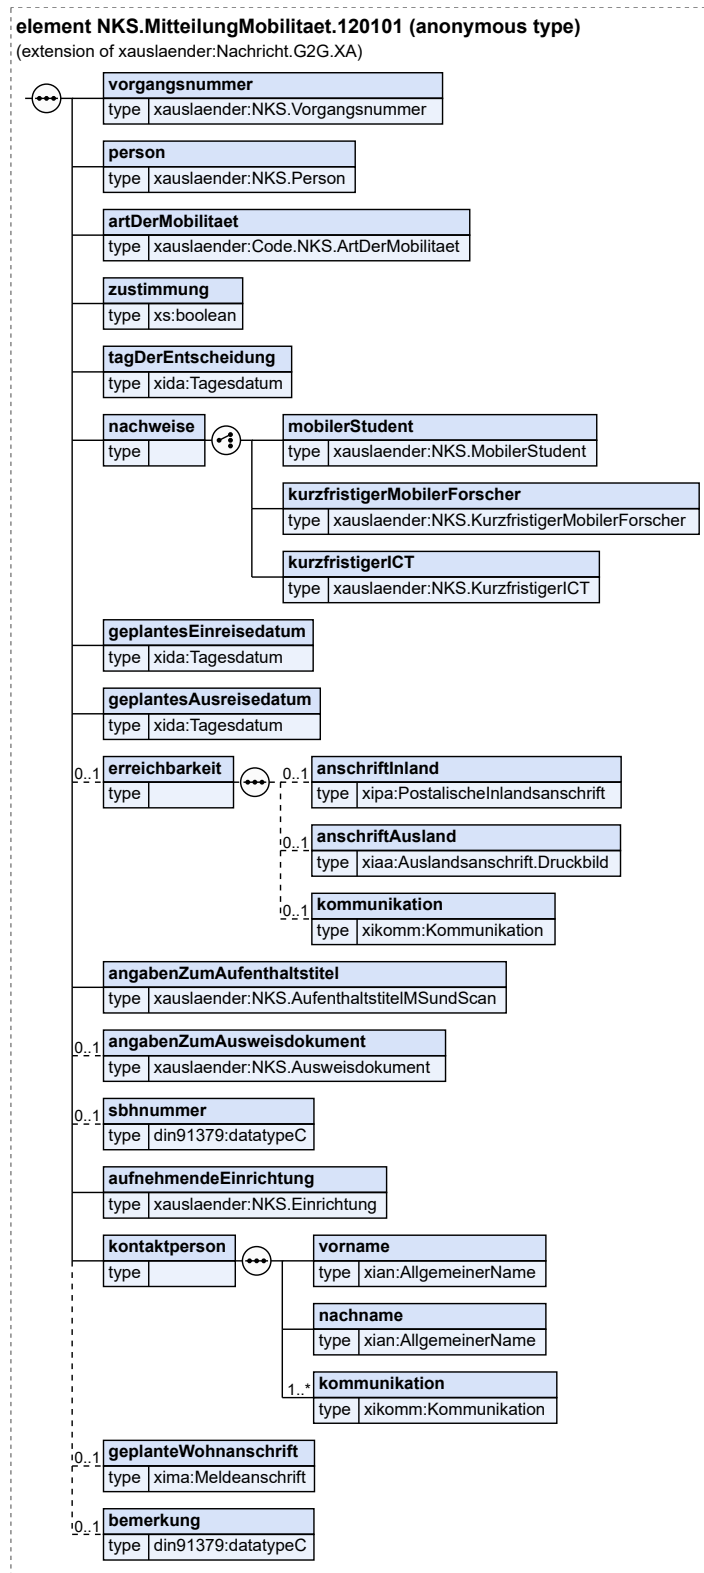 element NKS.MitteilungMobilitaet.120101 (anonymous type)
(extension of xauslaender:Nachricht.G2G.XA)
vorgangsnummer
type xauslaender:NKS.Vorgangsnummer
person
type xauslaender:NKS.Person
artDerMobilitaet
type xauslaender:Code.NKS.ArtDerMobilitaet
zustimmung
type xs:boolean
tagDerEntscheidung
type xida:Tagesdatum
nachweise
type
mobilerStudent
type xauslaender:NKS.MobilerStudent
kurzfristigerMobilerForscher
type xauslaender:NKS.KurzfristigerMobilerForscher
kurzfristigerICT
type xauslaender:NKS.KurzfristigerICT
geplantesEinreisedatum
type xida:Tagesdatum
geplantesAusreisedatum
type xida:Tagesdatum
0..1 erreichbarkeit
type
0..1 anschriftInland
type xipa:PostalischeInlandsanschrift
0..1 anschriftAusland
type xiaa:Auslandsanschrift.Druckbild
0..1 kommunikation
type xikomm:Kommunikation
angabenZumAufenthaltstitel
type xauslaender:NKS.AufenthaltstitelMSundScan
0..1 angabenZumAusweisdokument
type xauslaender:NKS.Ausweisdokument
0..1 sbhnummer
type din91379:datatypeC
aufnehmendeEinrichtung
type xauslaender:NKS.Einrichtung
kontaktperson
type
vorname
type xian:AllgemeinerName
nachname
type xian:AllgemeinerName
1..* kommunikation
type xikomm:Kommunikation
0..1 geplanteWohnanschrift
type xima:Meldeanschrift
0..1 bemerkung
type din91379:datatypeC